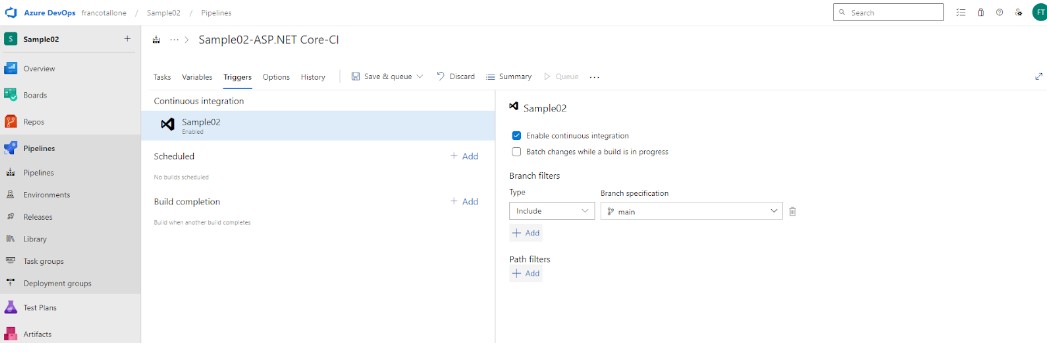 Azure DevOps francotallone / Sample02 / Pipelines Search FT
S Sample02 +
... > Sample02-ASP.NET Core-CI
Overview
Boards
Repos
Pipelines
Pipelines
Environments
Releases
Library
Task groups
Deployment groups
Test Plans
Artifacts
Tasks Variables Triggers Options History Save & queue Discard Summary Queue ...
Continuous integration
Sample02
Enabled
Scheduled + Add
No builds scheduled
Build completion + Add
Build when another build completes
Sample02
Enable continuous integration
Batch changes while a build is in progress
Branch filters
Type Branch specification
Include main
+ Add
Path filters
+ Add